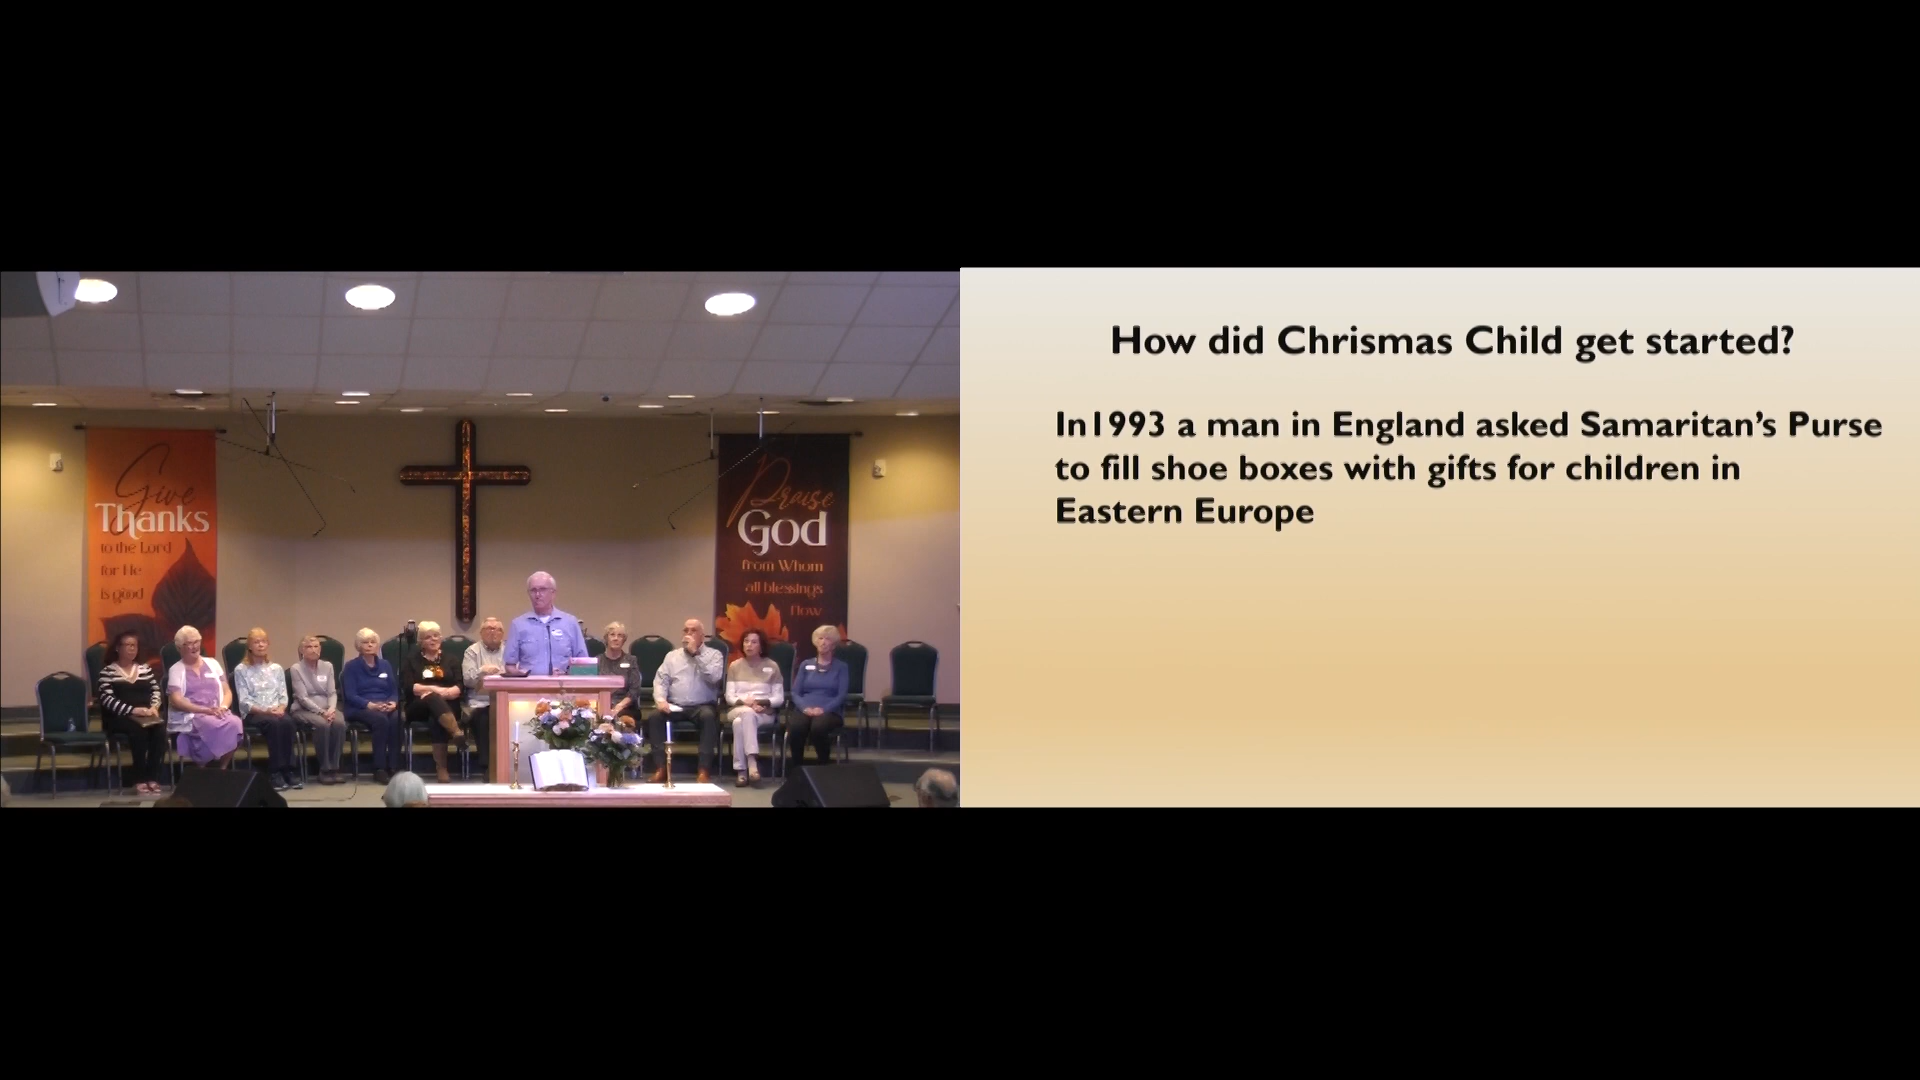 Give
Thanks
to the Lord
for He
is good
Praise
God
from Whom
all blessings
flow
How did Chrismas Child get started?
In1993 a man in England asked Samaritan’s Purse
to fill shoe boxes with gifts for children in
Eastern Europe